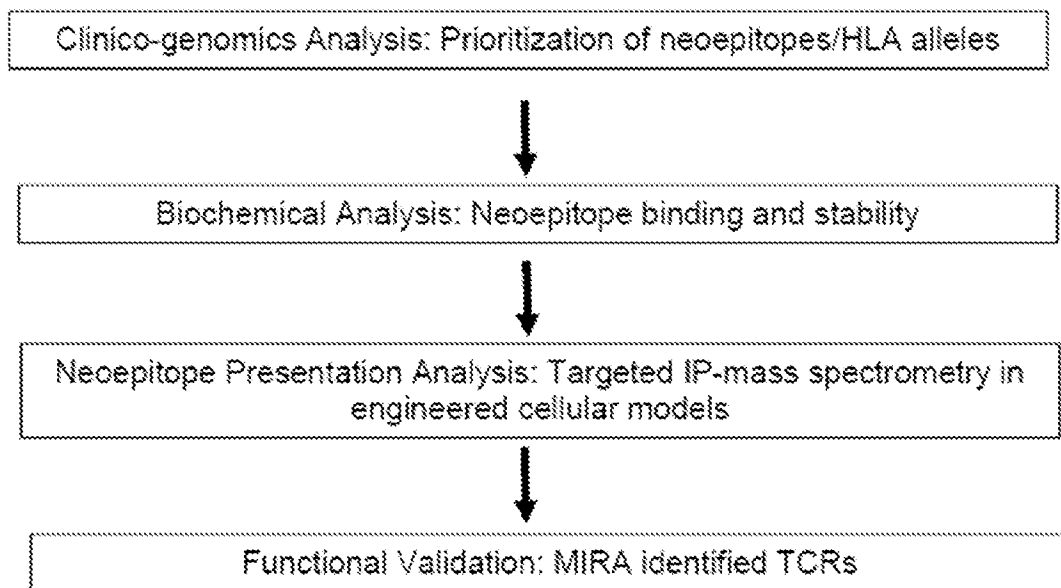 Clinico-genomics Analysis: Prioritization of neoepitopes/HLA alleles
Biochemical Analysis: Neoepitope binding and stability
Neoepitope Presentation Analysis: Targeted IP-mass spectrometry in
engineered cellular models
Functional Validation: MIRA identified TCRs